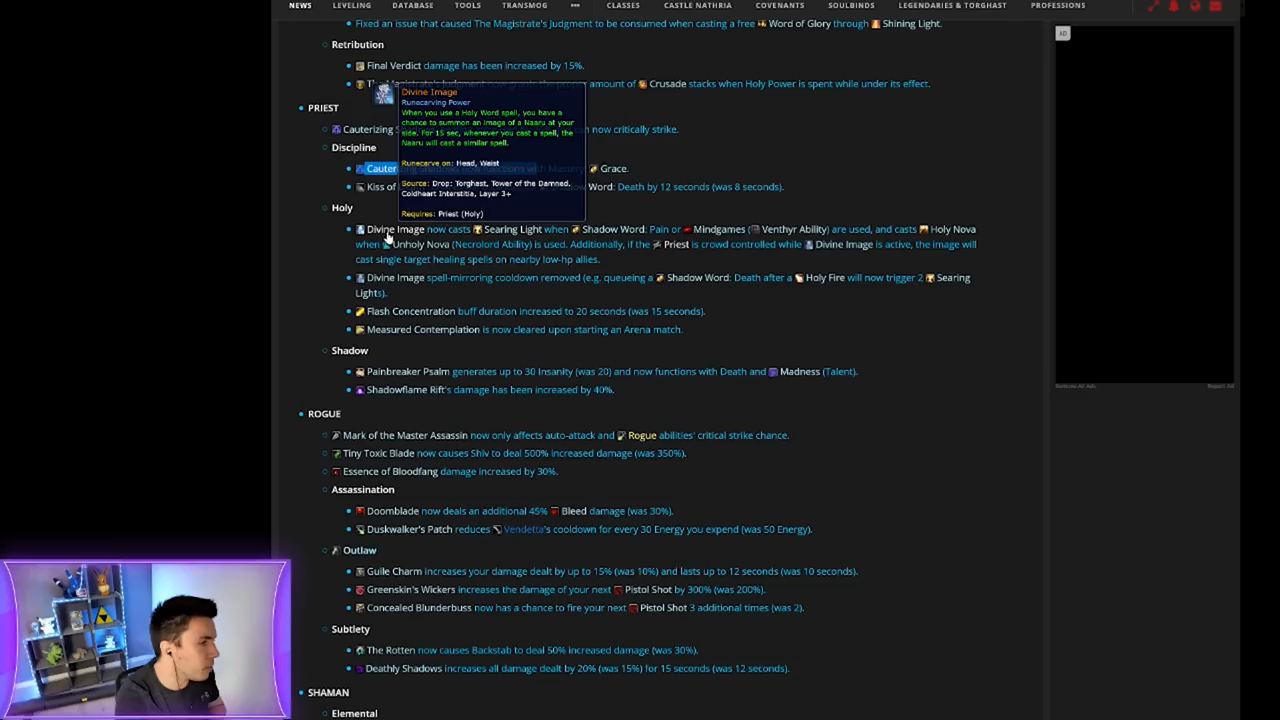 NEWS LEVELING DATABASE TOOLS TRANSMOG ••• CLASSES CASTLE NATHRIA COVENANTS SOULBINDS LEGENDARIES & TORGHAST PROFESSIONS
Fixed an issue that caused The Magistrate's Judgment to be consumed when casting a free Word of Glory through Shining Light.
Retribution
Final Verdict damage has been increased by 15%.
amount of Crusade stacks when Holy Power is spent while under its effect.
Divine Image
Runecarving Power
When you use a Holy Word spell, you have a
chance to summon an Image of a Naaru at your
side. For 15 sec, whenever you cast a spell, the
Naaru will cast a similar spell.
Runecarve on: Head, Waist
Source: Drop: Torghast, Tower of the Damned,
Coldheart Interstitia, Layer 3+
Requires: Priest (Holy)
PRIEST
Cauterizing now critically strike.
Discipline
Grace.
Kiss of Word: Death by 12 seconds (was 8 seconds).
Holy
Divine Image now casts Searing Light when Shadow Word: Pain or Mindgames (Venthyr Ability) are used, and casts Holy Nova
when Unholy Nova (Necrolord Ability) is used. Additionally, if the Priest is crowd controlled while Divine Image is active, the image will
cast single target healing spells on nearby low-hp allies.
Divine Image spell-mirroring cooldown removed (e.g. queueing a Shadow Word: Death after a Holy Fire will now trigger 2 Searing
Lights).
Flash Concentration buff duration increased to 20 seconds (was 15 seconds).
Measured Contemplation is now cleared upon starting an Arena match.
Shadow
Painbreaker Psalm generates up to 30 Insanity (was 20) and now functions with Death and Madness (Talent).
Shadowflame Rift's damage has been increased by 40%.
ROGUE
Mark of the Master Assassin now only affects auto-attack and Rogue abilities' critical strike chance.
Tiny Toxic Blade now causes Shiv to deal 500% increased damage (was 350%).
Essence of Bloodfang damage increased by 30%.
Assassination
Doomblade now deals an additional 45% Bleed damage (was 30%).
Duskwalker's Patch reduces Vendetta's cooldown for every 30 Energy you expend (was 50 Energy).
Outlaw
Guile Charm increases your damage dealt by up to 15% (was 10%) and lasts up to 12 seconds (was 10 seconds).
Greenskin's Wickers increases the damage of your next Pistol Shot by 300% (was 200%).
Concealed Blunderbuss now has a chance to fire your next Pistol Shot 3 additional times (was 2).
Subtlety
The Rotten now causes Backstab to deal 50% increased damage (was 30%).
Deathly Shadows increases all damage dealt by 20% (was 15%) for 15 seconds (was 12 seconds).
SHAMAN
Elemental
AD
Remove All Ads Report Ad